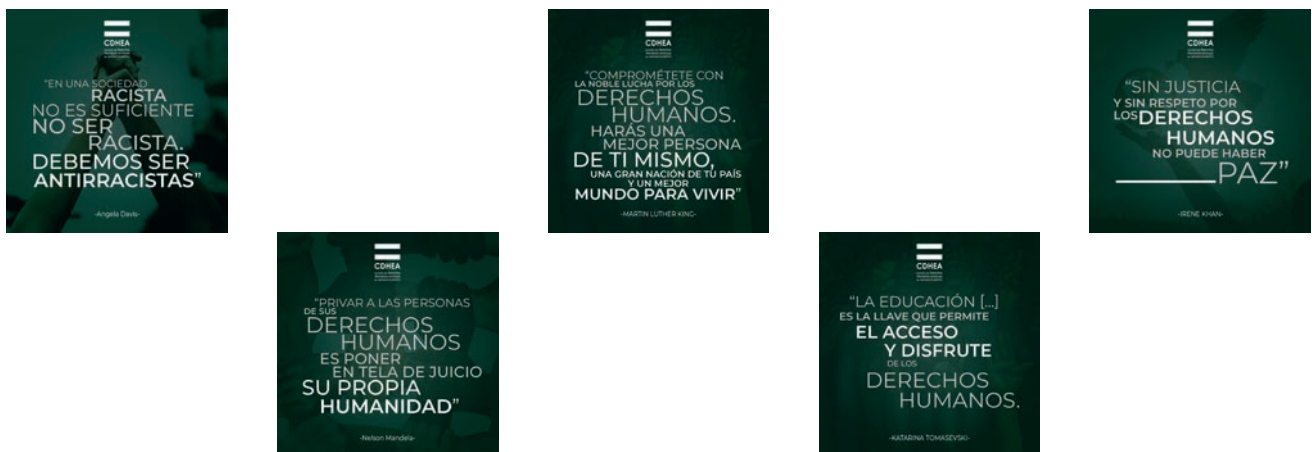 CDHEA
"EN UNA SOCIEDAD
RACISTA
NO ES SUFICIENTE
NO SER
RACISTA.
DEBEMOS SER
ANTIRRACISTAS"
-Angela Davis-
CDHEA
"COMPROMÉTETE CON
LA NOBLE LUCHA POR LOS
DERECHOS
HUMANOS.
HARÁS UNA
MEJOR PERSONA
DE TI MISMO,
UNA GRAN NACIÓN DE TU PAÍS
Y UN MEJOR
MUNDO PARA VIVIR"
-MARTIN LUTHER KING-
CDHEA
"SIN JUSTICIA
Y SIN RESPETO POR
LOS DERECHOS
HUMANOS
NO PUEDE HABER
PAZ"
-IRENE KHAN-
CDHEA
"PRIVAR A LAS PERSONAS
DE SUS
DERECHOS
HUMANOS
ES PONER
EN TELA DE JUICIO
SU PROPIA
HUMANIDAD"
-Nelson Mandela-
CDHEA
"LA EDUCACIÓN [...]
ES LA LLAVE QUE PERMITE
EL ACCESO
Y DISFRUTE
DE LOS
DERECHOS
HUMANOS.
-KATARINA TOMASEVSKI-